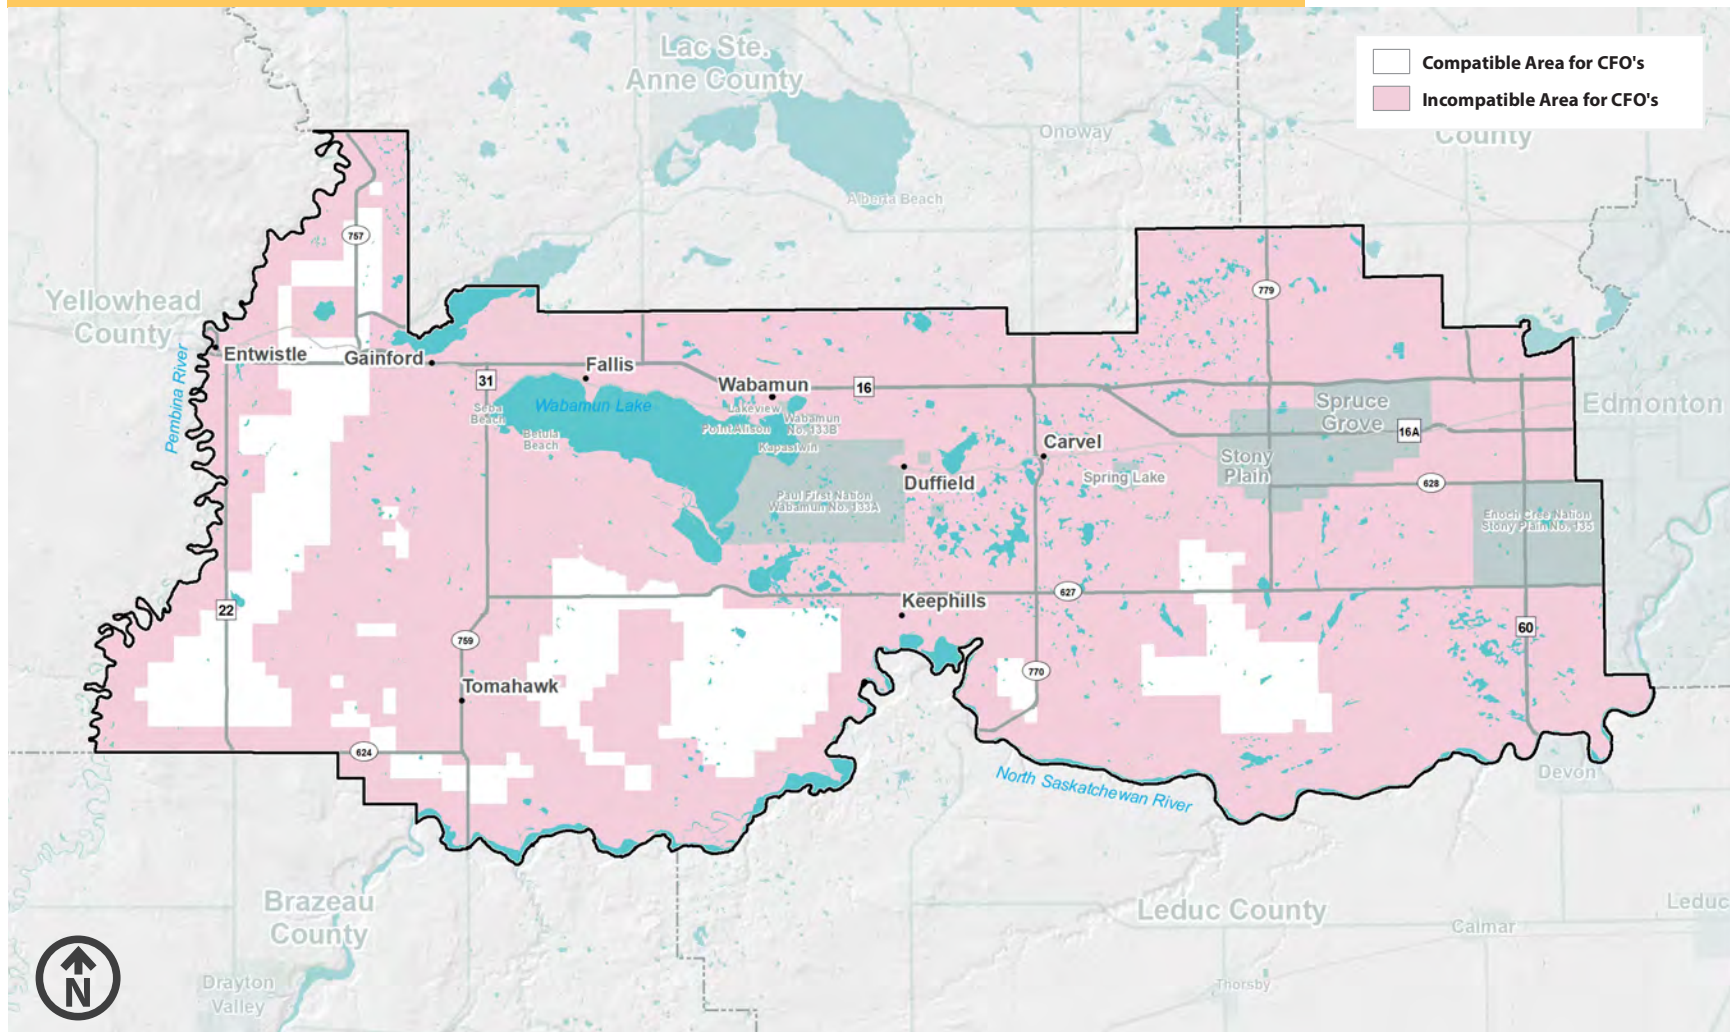 Lac Ste.
Anne County
Compatible Area for CFO's
Incompatible Area for CFO's
County
Onoway
Alberta Beach
757
779
Yellowhead
County
Pembina River
Entwistle
Gainford
Fallis
31
Wabamun
16
Seba
Beach
Wabamun Lake
Lakeview
Point Alison
Wabamun
No. 133B
Kapasiwin
Betula
Beach
Spruce
Grove
16A
Edmonton
Carvel
Stony
Plain
Duffield
Spring Lake
628
Paul First Nation
Wabamun No. 133A
Enoch Cree Nation
Stony Plain No. 135
22
627
Keephills
60
759
770
Tomahawk
624
North Saskatchewan River
Devon
Brazeau
County
Leduc County
Leduc
Calmar
Drayton
Valley
Thorsby
N